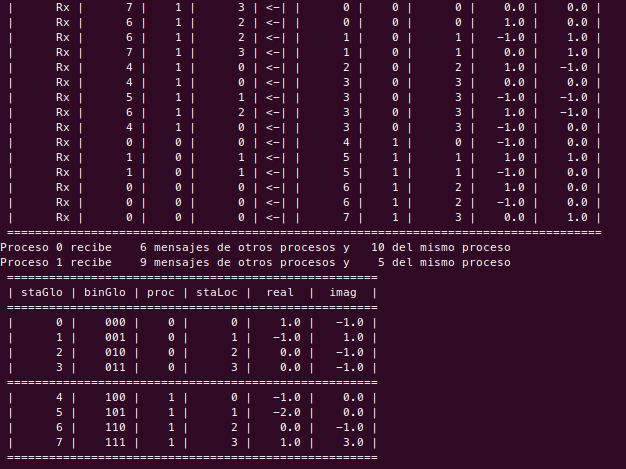 |      Rx |      7 |    1 |       3 | <-| |      0 |    0 |       0 |   0.0 |    0.0 |
|      Rx |      6 |    1 |       2 | <-| |      0 |    0 |       0 |   1.0 |    0.0 |
|      Rx |      6 |    1 |       2 | <-| |      1 |    0 |       1 |  -1.0 |    1.0 |
|      Rx |      7 |    1 |       3 | <-| |      1 |    0 |       1 |   0.0 |    1.0 |
|      Rx |      4 |    1 |       0 | <-| |      2 |    0 |       2 |   1.0 |   -1.0 |
|      Rx |      4 |    1 |       0 | <-| |      3 |    0 |       3 |   0.0 |    0.0 |
|      Rx |      5 |    1 |       1 | <-| |      3 |    0 |       3 |  -1.0 |   -1.0 |
|      Rx |      6 |    1 |       2 | <-| |      3 |    0 |       3 |   1.0 |   -1.0 |
|      Rx |      4 |    1 |       0 | <-| |      3 |    0 |       3 |  -1.0 |    0.0 |
|      Rx |      0 |    0 |       0 | <-| |      4 |    1 |       0 |  -1.0 |    0.0 |
|      Rx |      1 |    0 |       1 | <-| |      5 |    1 |       1 |   1.0 |    1.0 |
|      Rx |      1 |    0 |       1 | <-| |      5 |    1 |       1 |  -1.0 |    0.0 |
|      Rx |      0 |    0 |       0 | <-| |      6 |    1 |       2 |   1.0 |    0.0 |
|      Rx |      2 |    0 |       2 | <-| |      6 |    1 |       2 |  -1.0 |    0.0 |
|      Rx |      0 |    0 |       0 | <-| |      7 |    1 |       3 |   0.0 |    1.0 |
=====================================================================================
Proceso 0 recibe    6 mensajes de otros procesos y   10 del mismo proceso
Proceso 1 recibe    9 mensajes de otros procesos y    5 del mismo proceso
=====================================================
| staGlo | binGlo | proc | staLoc |  real  |  imag  |
=====================================================
|      0 |    000 |    0 |      0 |    1.0 |   -1.0 |
|      1 |    001 |    0 |      1 |   -1.0 |    1.0 |
|      2 |    010 |    0 |      2 |    0.0 |   -1.0 |
|      3 |    011 |    0 |      3 |    0.0 |   -1.0 |
=====================================================
|      4 |    100 |    1 |      0 |   -1.0 |    0.0 |
|      5 |    101 |    1 |      1 |   -2.0 |    0.0 |
|      6 |    110 |    1 |      2 |    0.0 |   -1.0 |
|      7 |    111 |    1 |      3 |    1.0 |    3.0 |
=====================================================